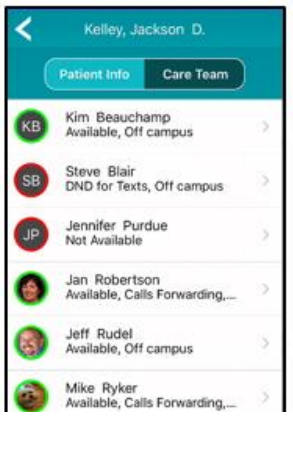 Kelley, Jackson D.
Patient Info Care Team
KB
Kim Beauchamp
Available, Off campus
SB
Steve Blair
DND for Texts, Off campus
JP
Jennifer Purdue
Not Available
Jan Robertson
Available, Calls Forwarding,...
Jeff Rudel
Available, Off campus
Mike Ryker
Available, Calls Forwarding,...